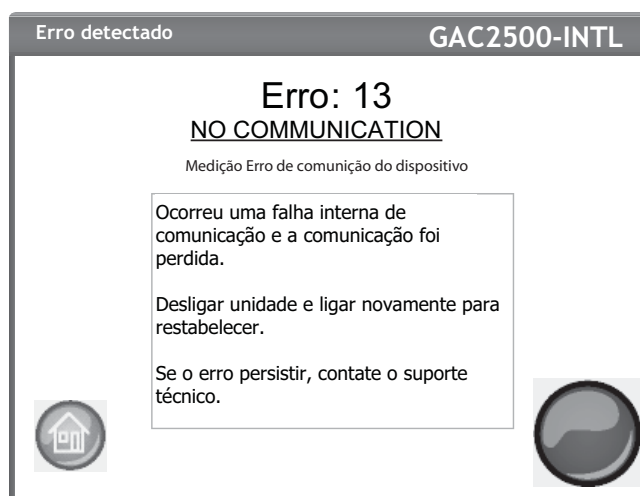 Erro detectado
GAC2500-INTL
Erro: 13
NO COMMUNICATION
Medição Erro de comunição do dispositivo
Ocorreu uma falha interna de
comunicação e a comunicação foi
perdida.
Desligar unidade e ligar novamente para
restabelecer.
Se o erro persistir, contate o suporte
técnico.